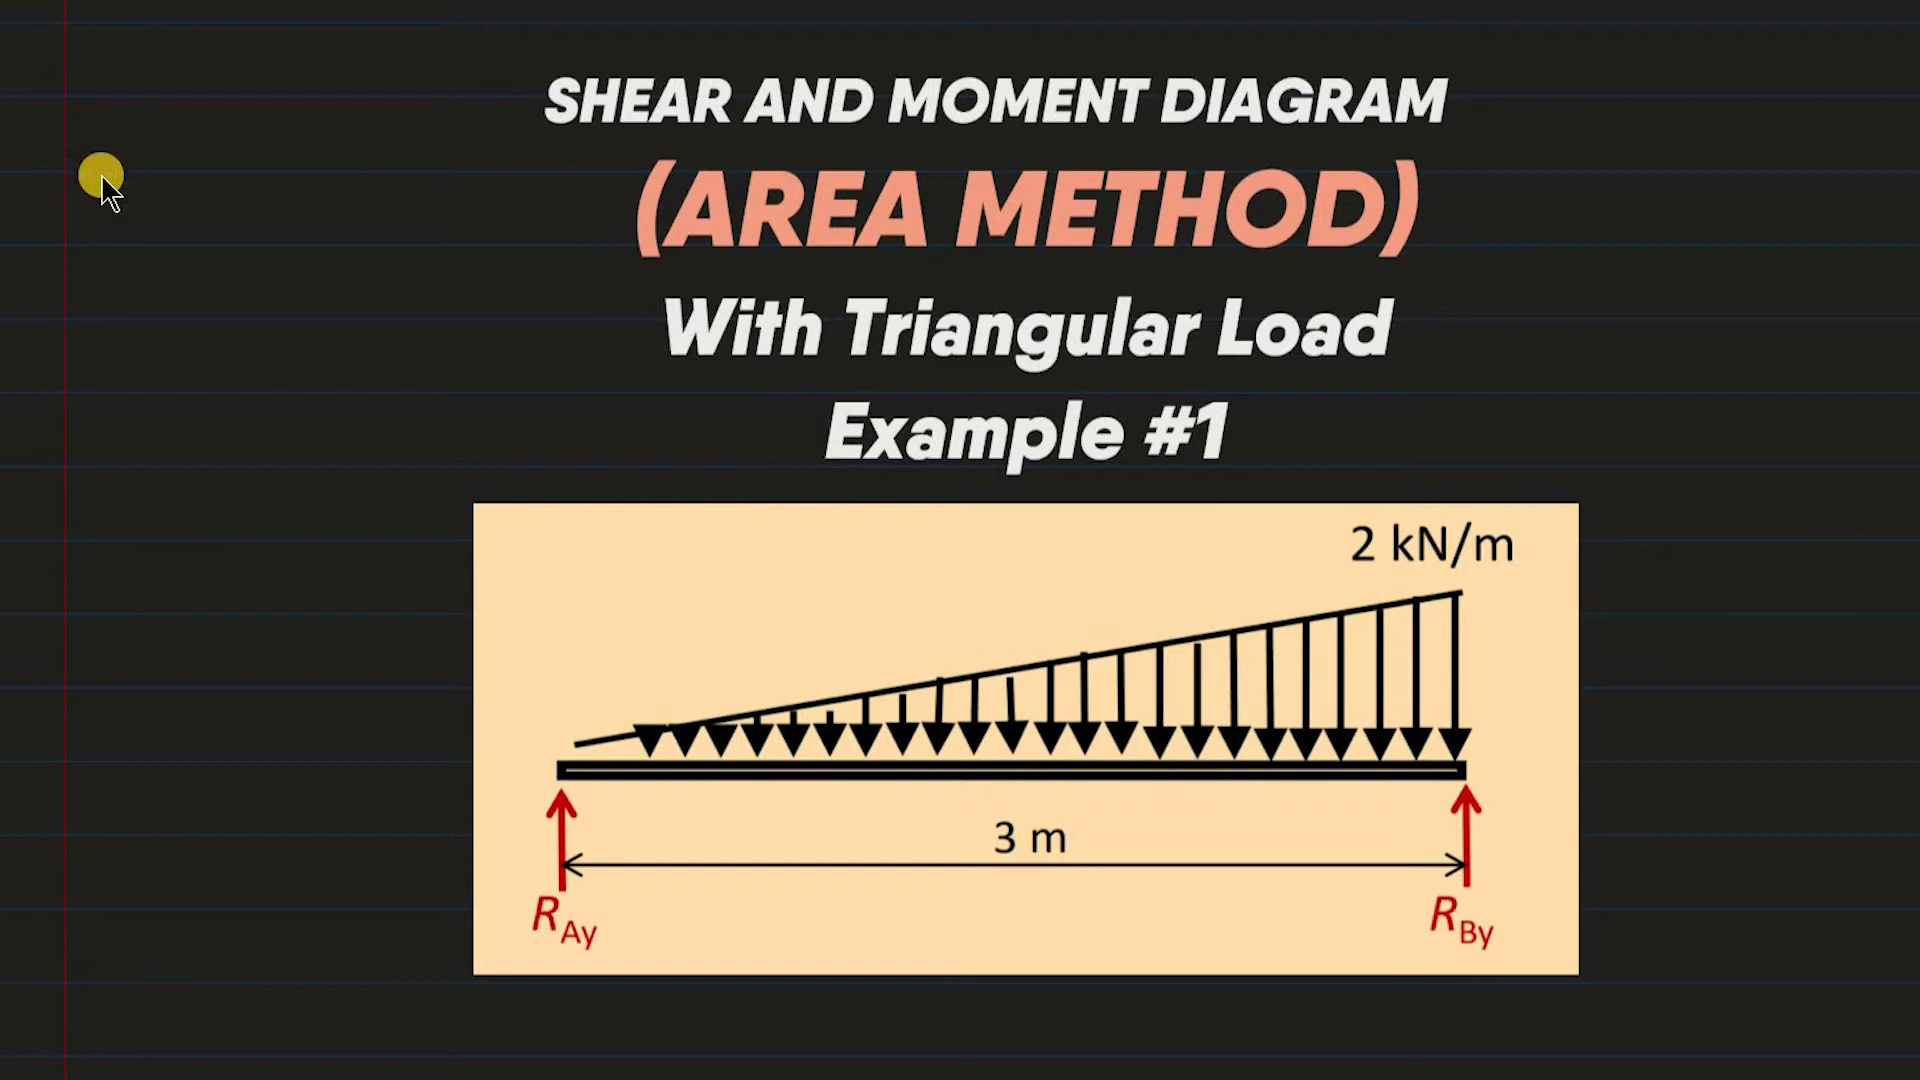 SHEAR AND MOMENT DIAGRAM
(AREA METHOD)
With Triangular Load
Example #1
2 kN/m
3 m
RAy
RBy